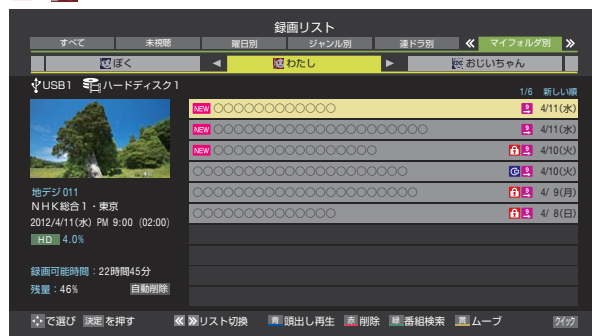 録画リスト
すべて 未視聴 曜日別 ジャンル別 連ドラ別 マイフォルダ別
ぼく わたし おじいちゃん
USB1 ハードディスク1
1/6 新しい順
NEW ○○○○○○○○○○○○ 4/11(水)
NEW ○○○○○○○○○○○○○○○○○○○○○ 4/11(水)
NEW ○○○○○○○○○○○○○○○○ 4/10(火)
○○○○○○○○○○○○○○○○○○○○○ 4/10(火)
○○○○○○○○○○○○○○○○○○○○○○ 4/ 9(月)
○○○○○○○○○○○○○○ 4/ 8(日)
地デジ 011
NHK総合1・東京
2012/4/11(水) PM 9:00 (02:00)
HD 4.0%
録画可能時間:22時間45分
残量:46% 自動削除
で選び 決定 を押す リスト切換 青 頭出し再生 赤 削除 緑 番組検索 黄 ムーブ クイック